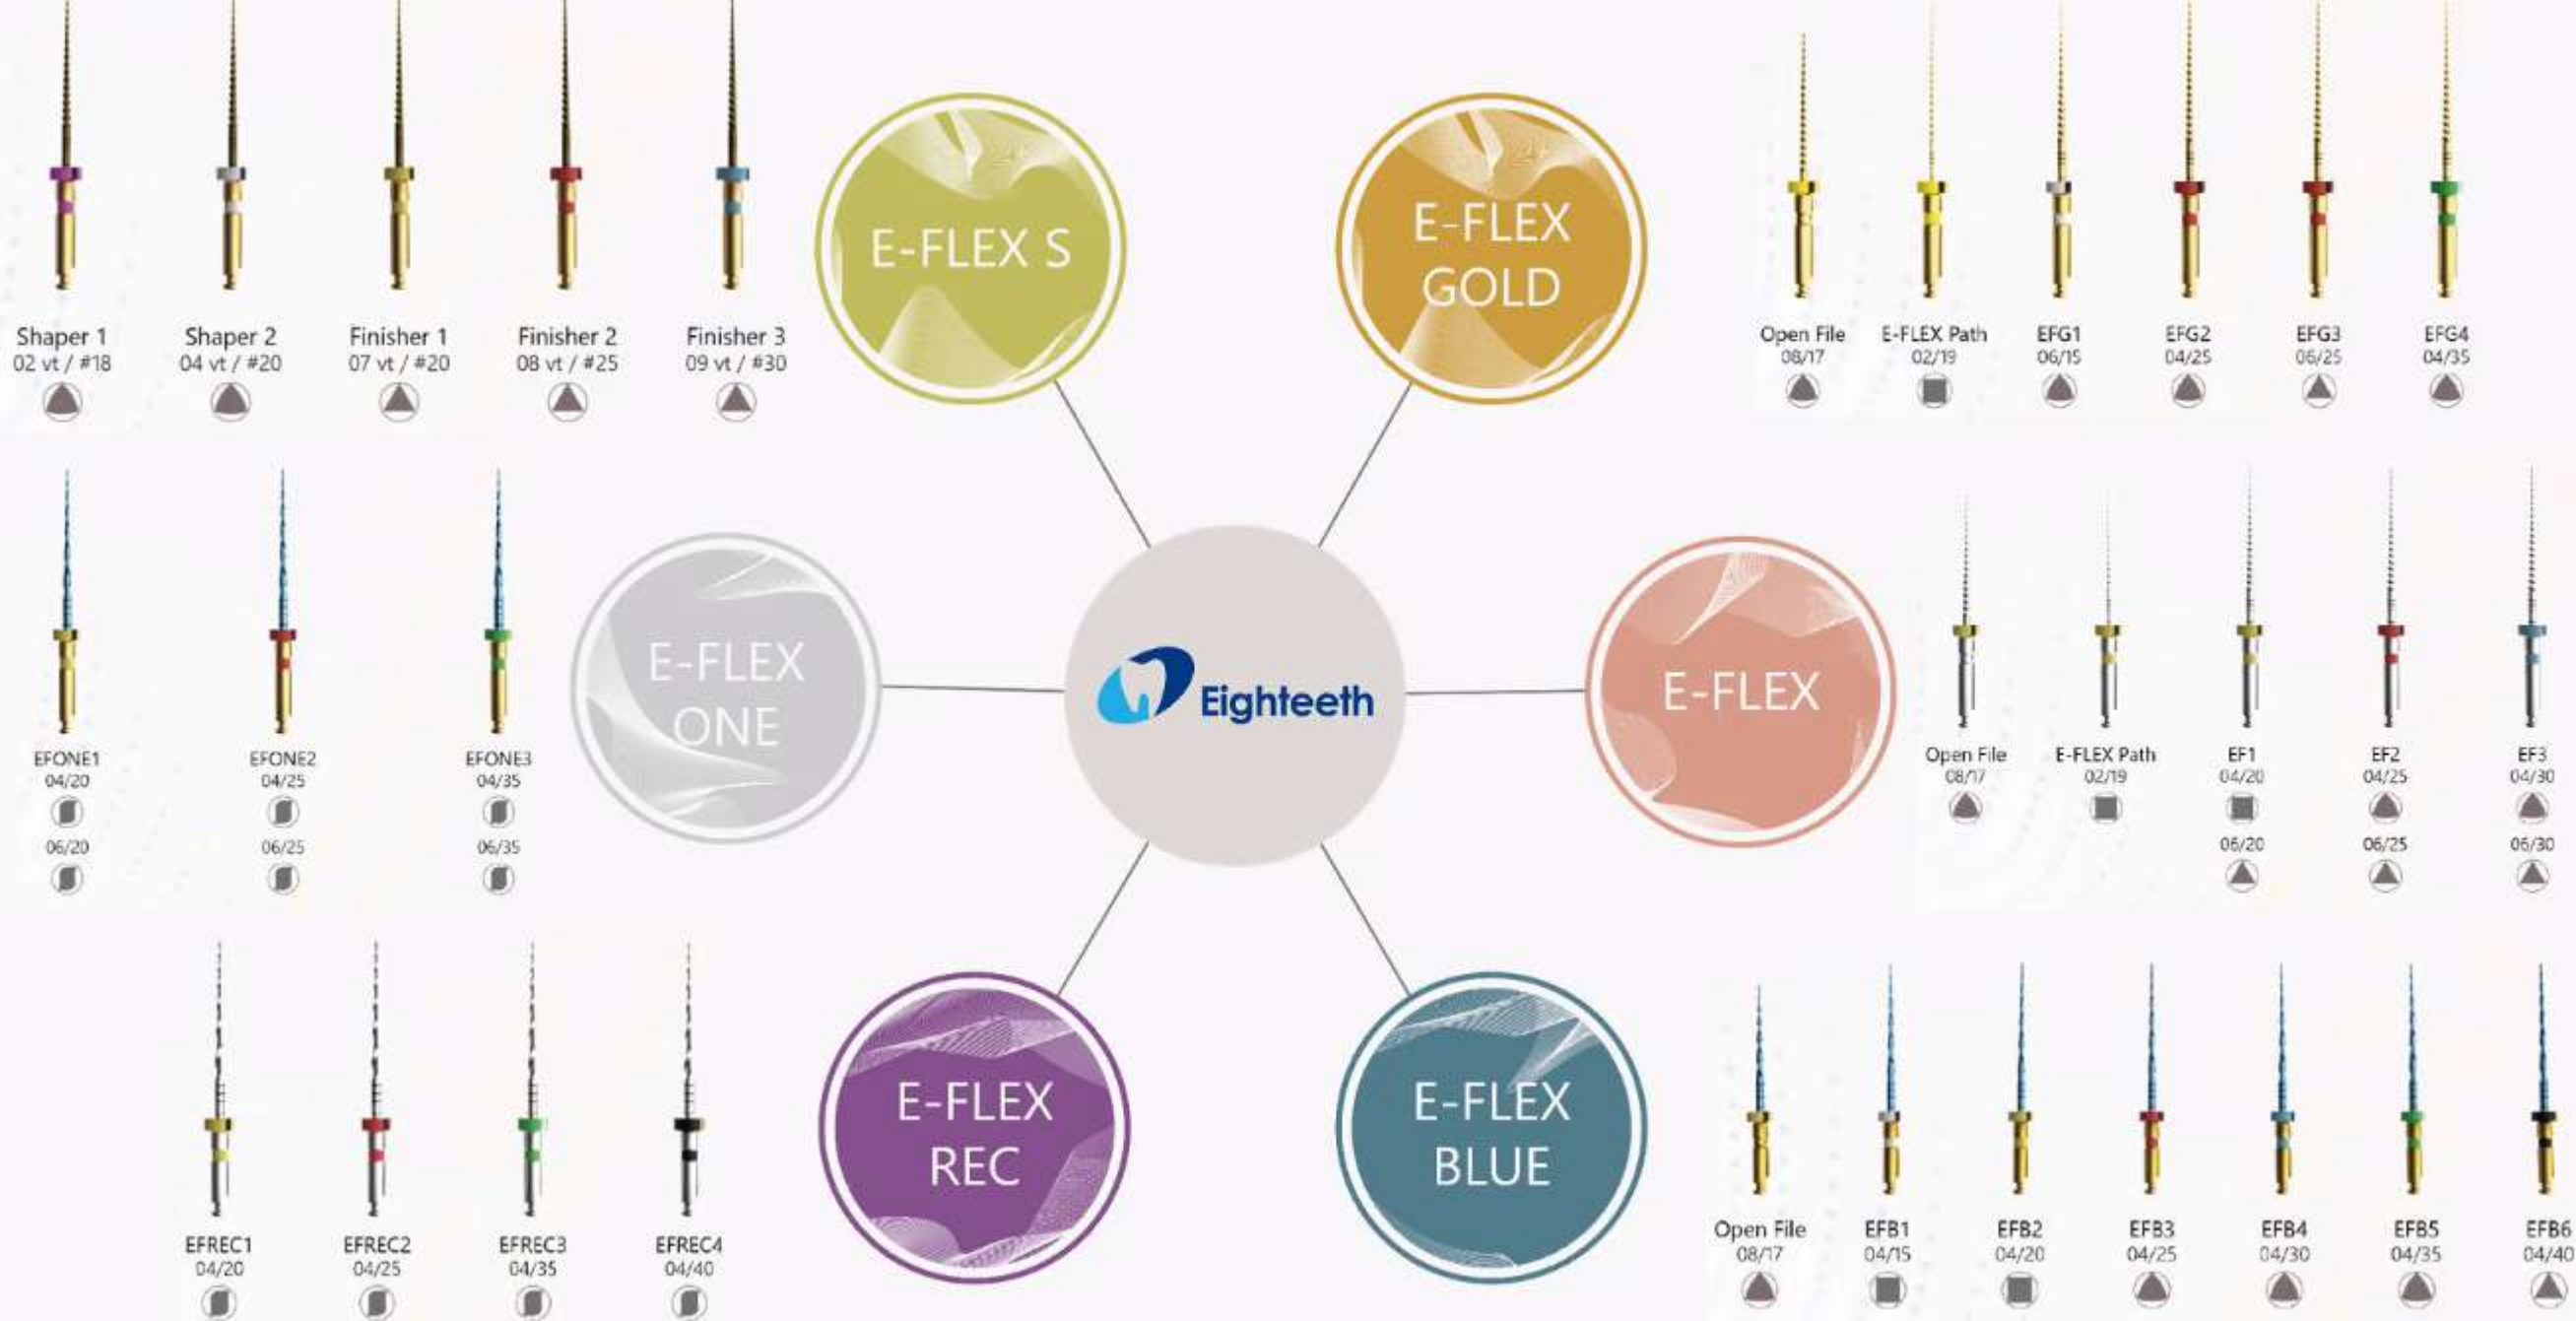 Shaper 1
02 vt / #18
Shaper 2
04 vt / #20
Finisher 1
07 vt / #20
Finisher 2
08 vt / #25
Finisher 3
09 vt / #30
E-FLEX S
E-FLEX
GOLD
Open File
08/17
E-FLEX Path
02/19
EFG1
06/15
EFG2
04/25
EFG3
06/25
EFG4
04/35
EFONE1
04/20
06/20
EFONE2
04/25
06/25
EFONE3
04/35
06/35
E-FLEX
ONE
Eighteeth
E-FLEX
Open File
08/17
E-FLEX Path
02/19
EF1
04/20
06/20
EF2
04/25
06/25
EF3
04/30
06/30
EFREC1
04/20
EFREC2
04/25
EFREC3
04/35
EFREC4
04/40
E-FLEX
REC
E-FLEX
BLUE
Open File
08/17
EFB1
04/15
EFB2
04/20
EFB3
04/25
EFB4
04/30
EFB5
04/35
EFB6
04/40